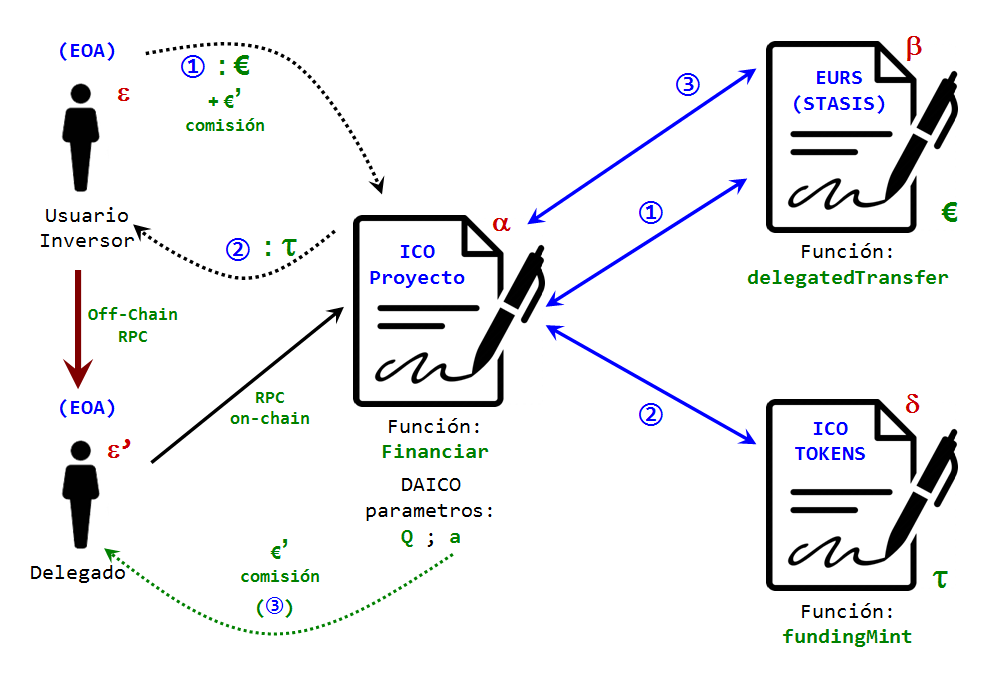 (EOA)
ε
① : €
+ €’
comisión
Usuario
Inversor
② : τ
Off-Chain
RPC
(EOA)
ε’
Delegado
RPC
on-chain
€’
comisión
(③)
α
ICO
Proyecto
Función:
Financiar
DAICO
parametros:
Q ; a
③
①
②
β
EURS
(STASIS)
€
Función:
delegatedTransfer
δ
ICO
TOKENS
τ
Función:
fundingMint